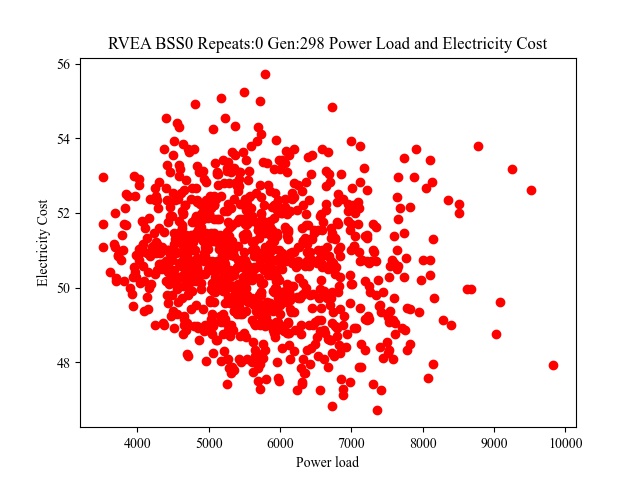 RVEA BSS0 Repeats:0 Gen:298 Power Load and Electricity Cost
56
54
52
50
48
Electricity Cost
4000 5000 6000 7000 8000 9000 10000
Power load